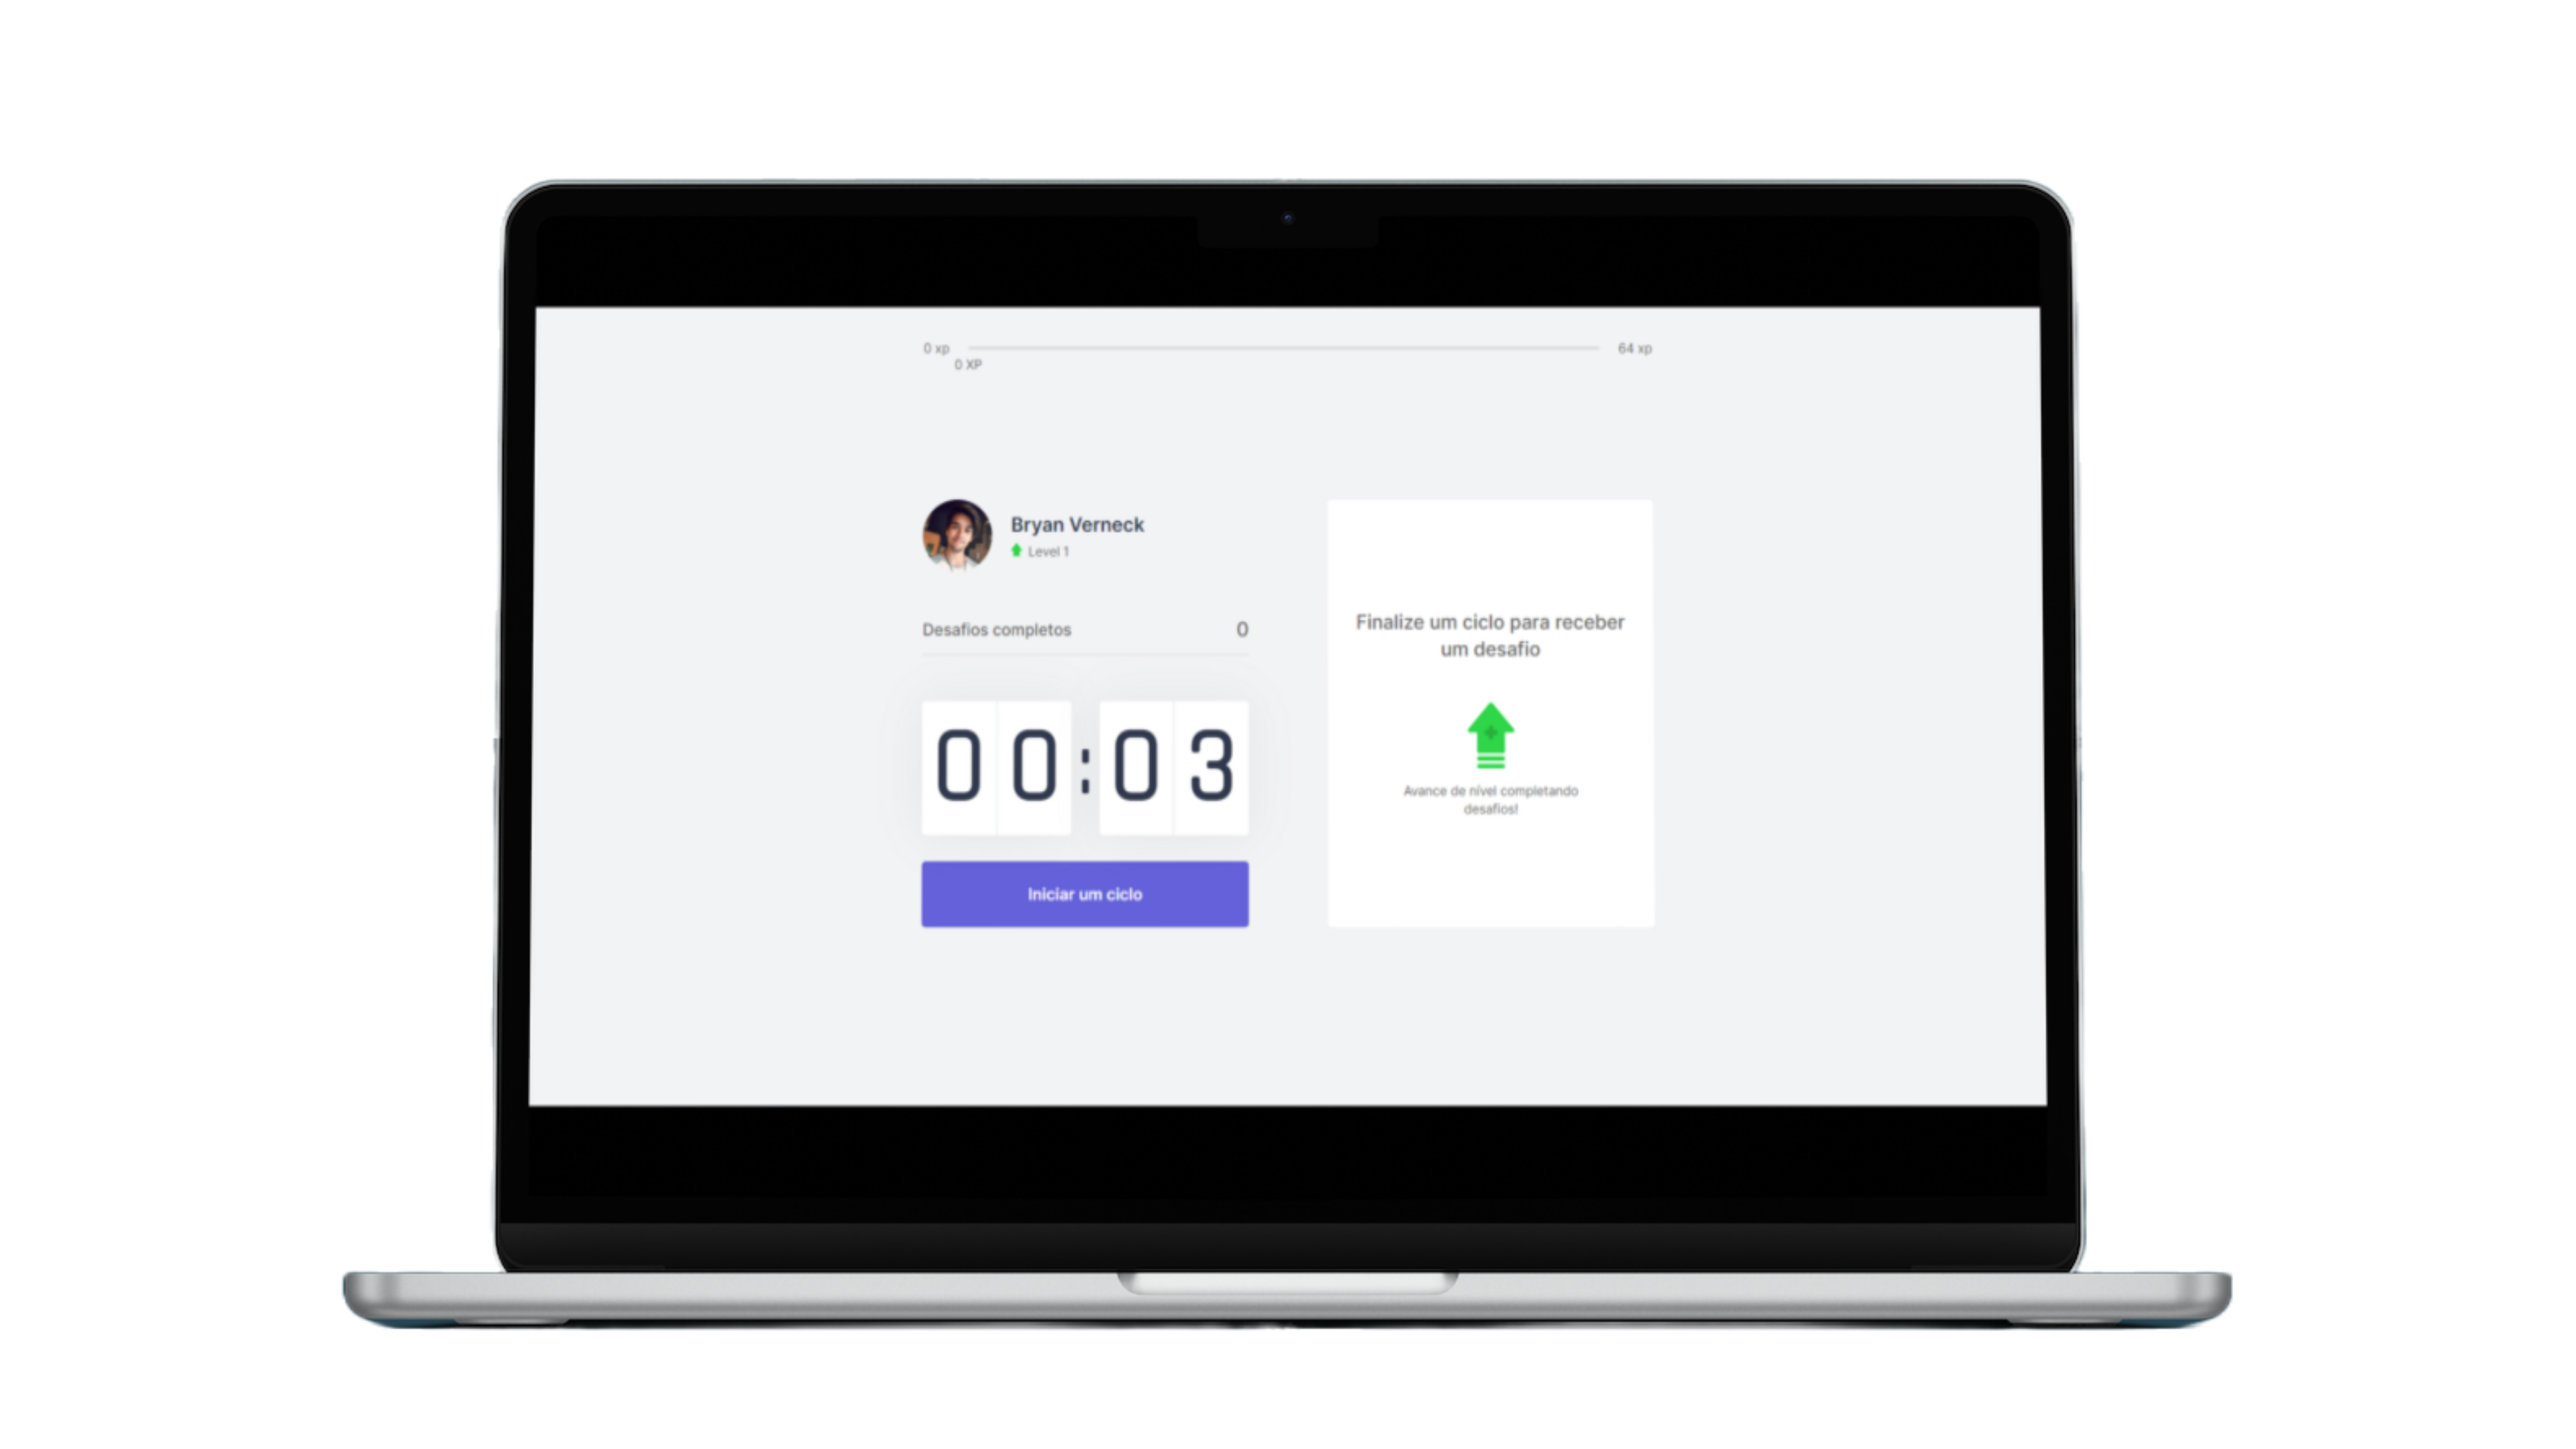 0 xp
64 xp
0 XP
Bryan Verneck
Level 1
Desafios completos 0
00:03
Iniciar um ciclo
Finalize um ciclo para receber
um desafio
Avance de nível completando
desafios!